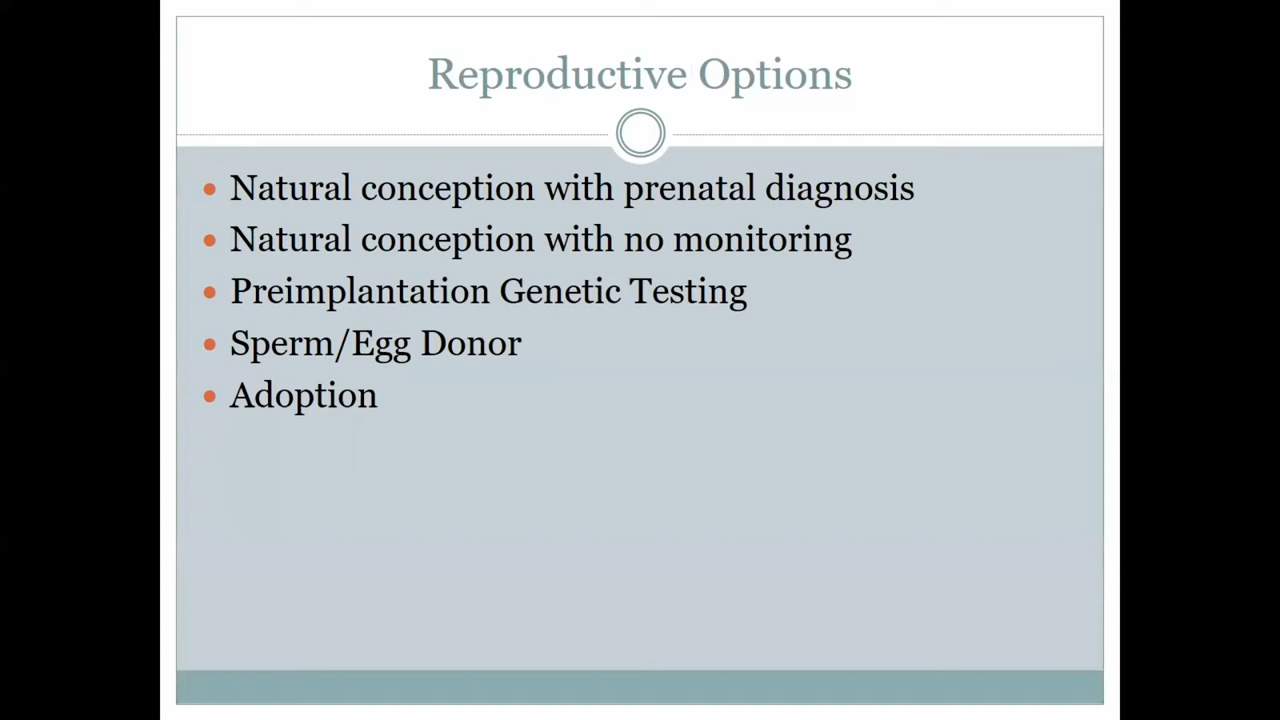 Reproductive Options
• Natural conception with prenatal diagnosis
• Natural conception with no monitoring
• Preimplantation Genetic Testing
• Sperm/Egg Donor
• Adoption